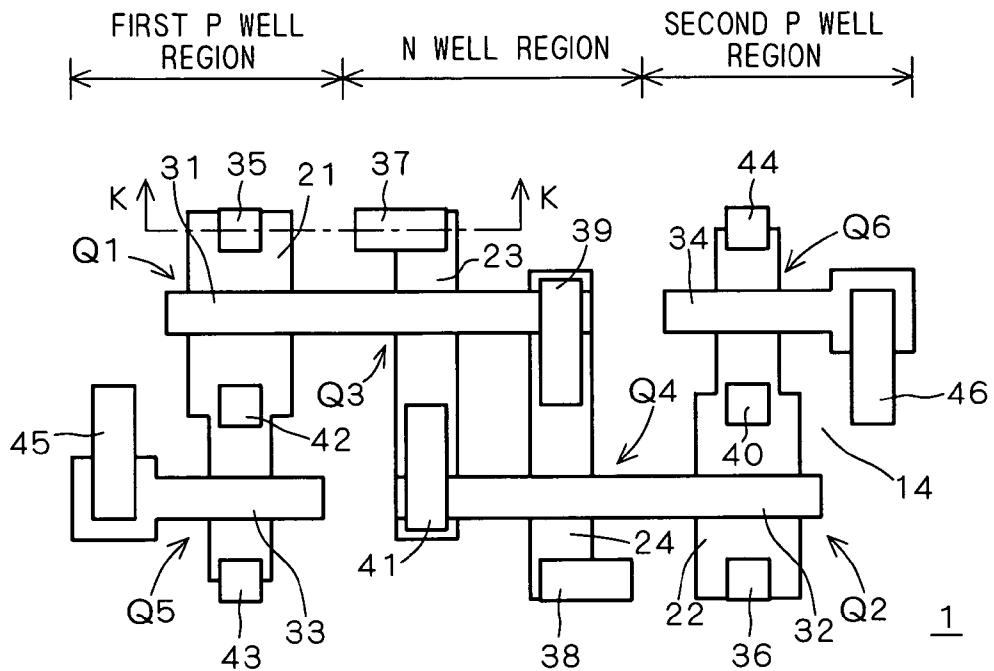 FIRST P WELL
REGION
N WELL REGION
SECOND P WELL
REGION
31
35
21
37
44
K
K
39
34
Q6
Q1
23
Q3
Q4
46
45
42
40
14
41
24
22
Q5
43
33
38
36
32
Q2
1